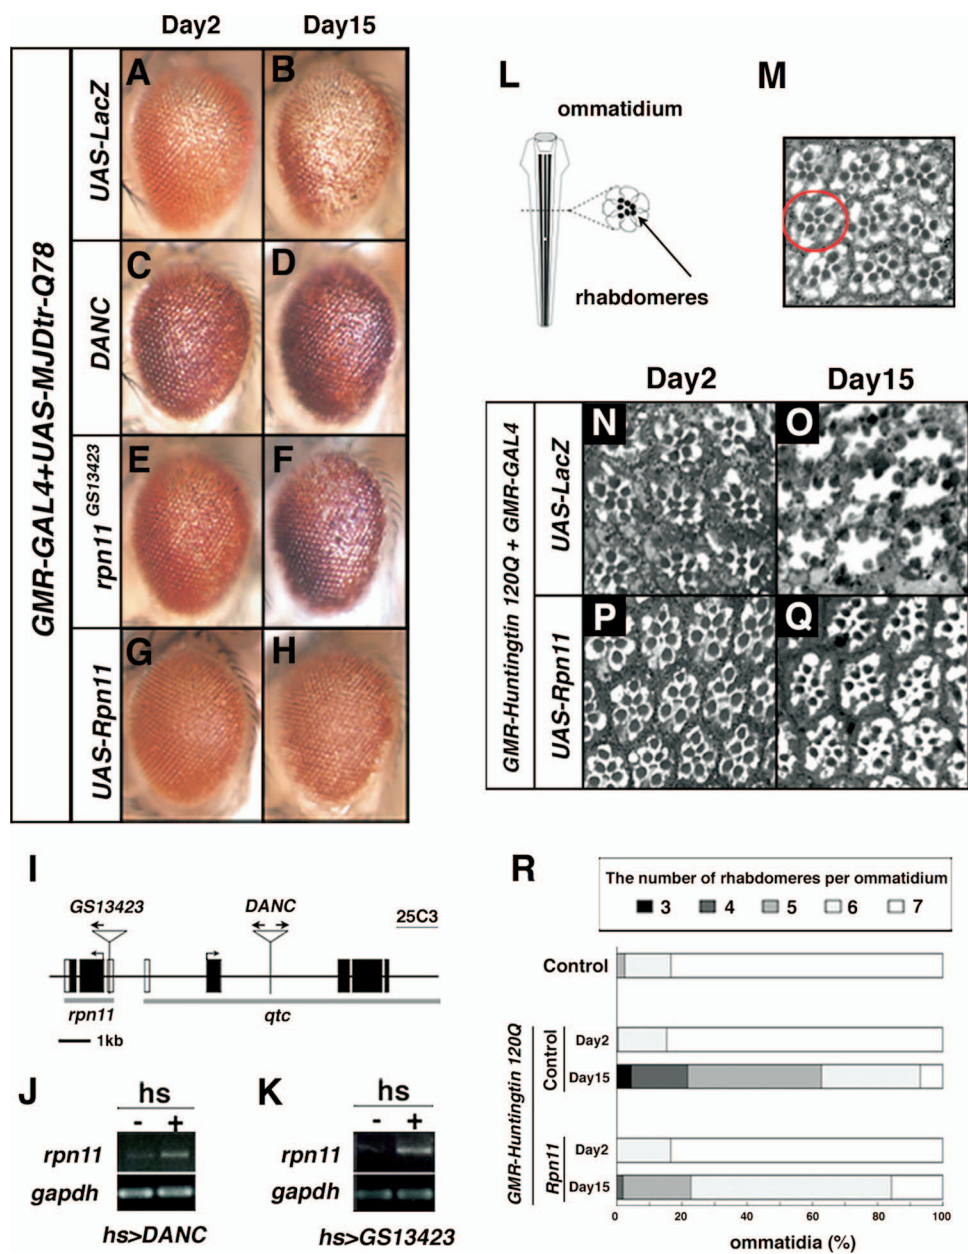 Day2 Day15
GMR-GAL4+UAS-MJDtr-Q78
UAS-LacZ
A B
DANC
C D
rpn11 GS13423
E F
UAS-Rpn11
G H
L
ommatidium
rhabdomeres
M
Day2 Day15
GMR-Huntingtin 120Q + GMR-GAL4
UAS-LacZ
N O
UAS-Rpn11
P Q
I
GS13423 DANC 25C3
rpn11 qtc
1kb
J
hs
- +
rpn11
gapdh
hs>DANC
K
hs
- +
rpn11
gapdh
hs>GS13423
R
The number of rhabdomeres per ommatidium
3 4 5 6 7
Control
GMR-Huntingtin 120Q
Control
Day2
Day15
Rpn11
Day2
Day15
0 20 40 60 80 100
ommatidia (%)